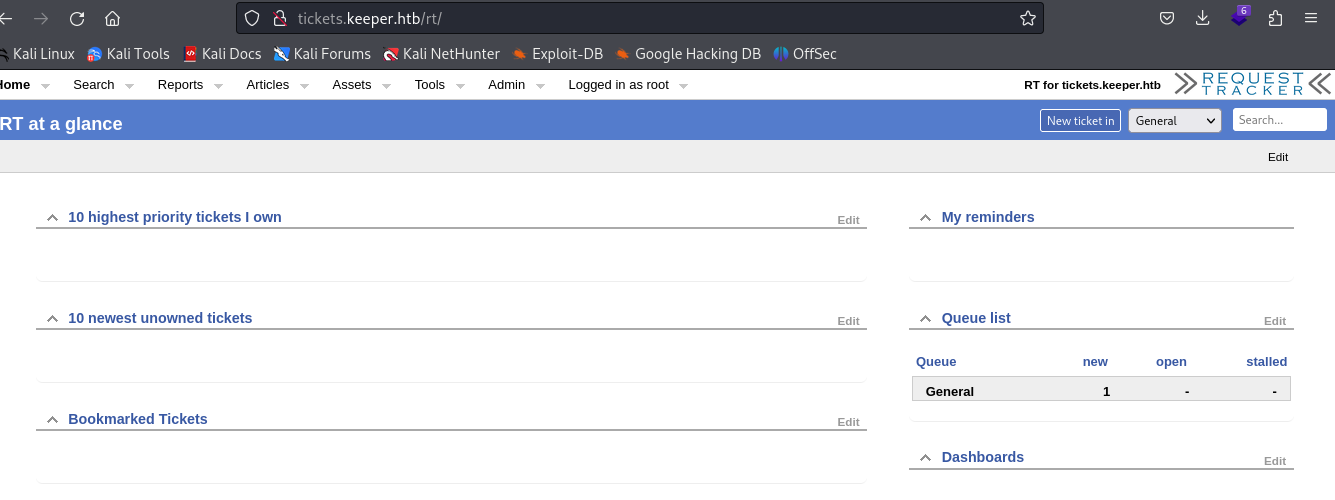 tickets.keeper.htb/rt/
6
Kali Linux Kali Tools Kali Docs Kali Forums Kali NetHunter Exploit-DB Google Hacking DB OffSec
Home Search Reports Articles Assets Tools Admin Logged in as root RT for tickets.keeper.htb REQUEST
TRACKER
RT at a glance New ticket in General Search...
Edit
10 highest priority tickets I own Edit My reminders
10 newest unowned tickets Edit Queue list Edit
Queue new open stalled
General 1 - -
Bookmarked Tickets Edit
Dashboards Edit